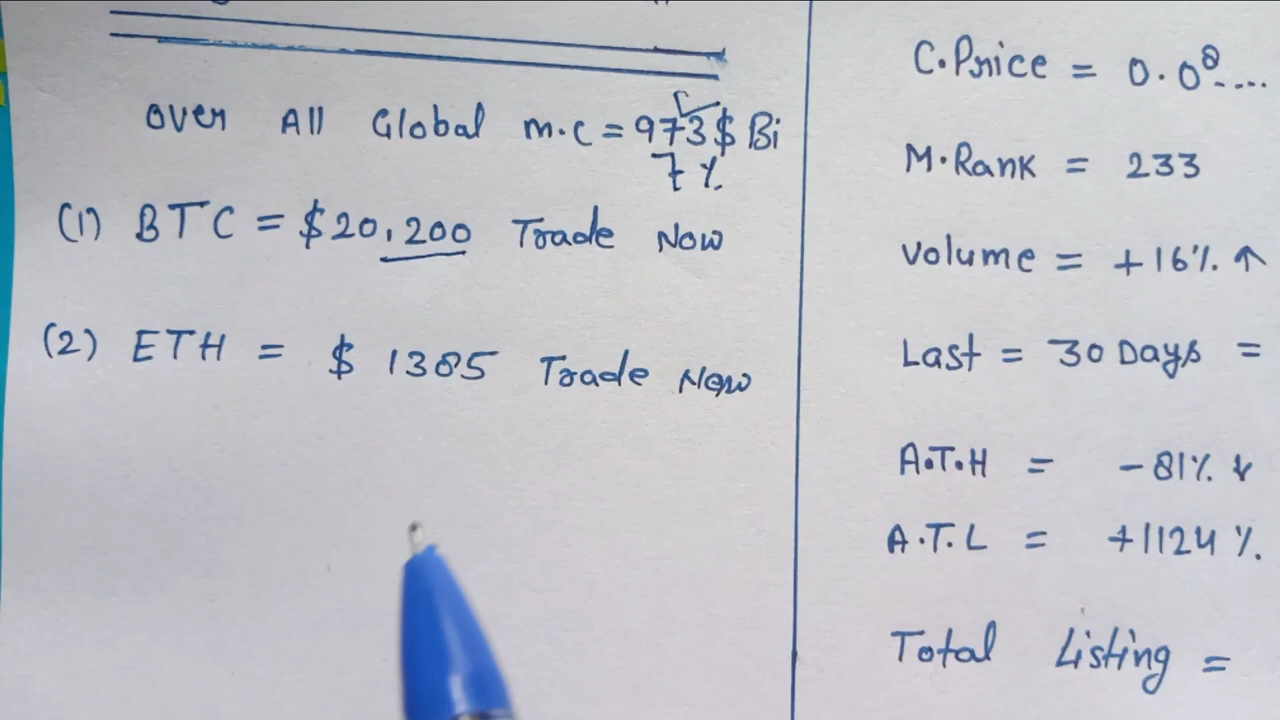 over All Global m.c = 973$ Bi
7%
(1) BTC = $20,200 Trade Now
(2) ETH = $ 1385 Trade Now
C.Price = 0.0⁸....
M.Rank = 233
Volume = +16% ↑
Last = 30 Days =
A.T.H = -81% ↓
A.T.L = +1124%.
Total Listing =